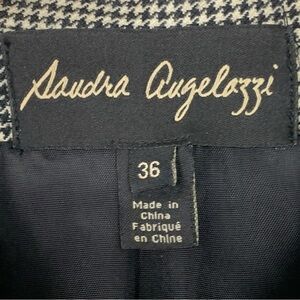 Sandra Angelozzi
36
Made in
China
Fabriqué
en Chine